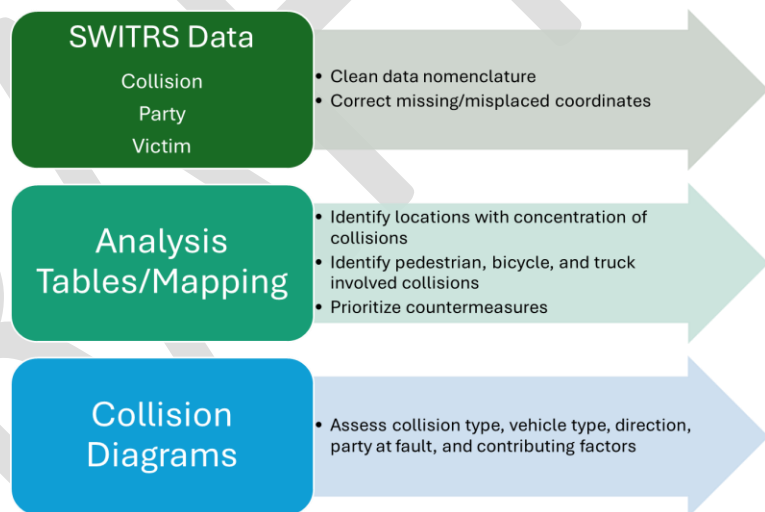 SWITRS Data
Collision
Party
Victim
• Clean data nomenclature
• Correct missing/misplaced coordinates
Analysis
Tables/Mapping
• Identify locations with concentration of
collisions
• Identify pedestrian, bicycle, and truck
involved collisions
• Prioritize countermeasures
Collision
Diagrams
• Assess collision type, vehicle type, direction,
party at fault, and contributing factors